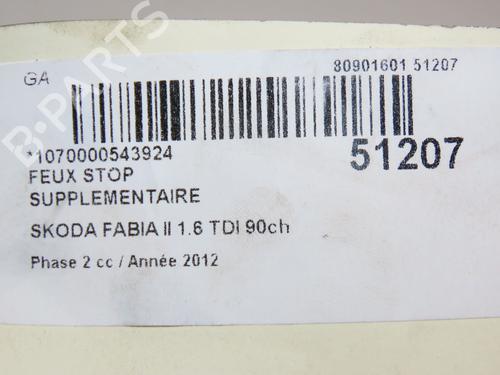 GA
80901601 51207
*1070000543924
51207
FEUX STOP
SUPPLEMENTAIRE
SKODA FABIA II 1.6 TDI 90ch
Phase 2 cc / Année 2012
B-PARTS